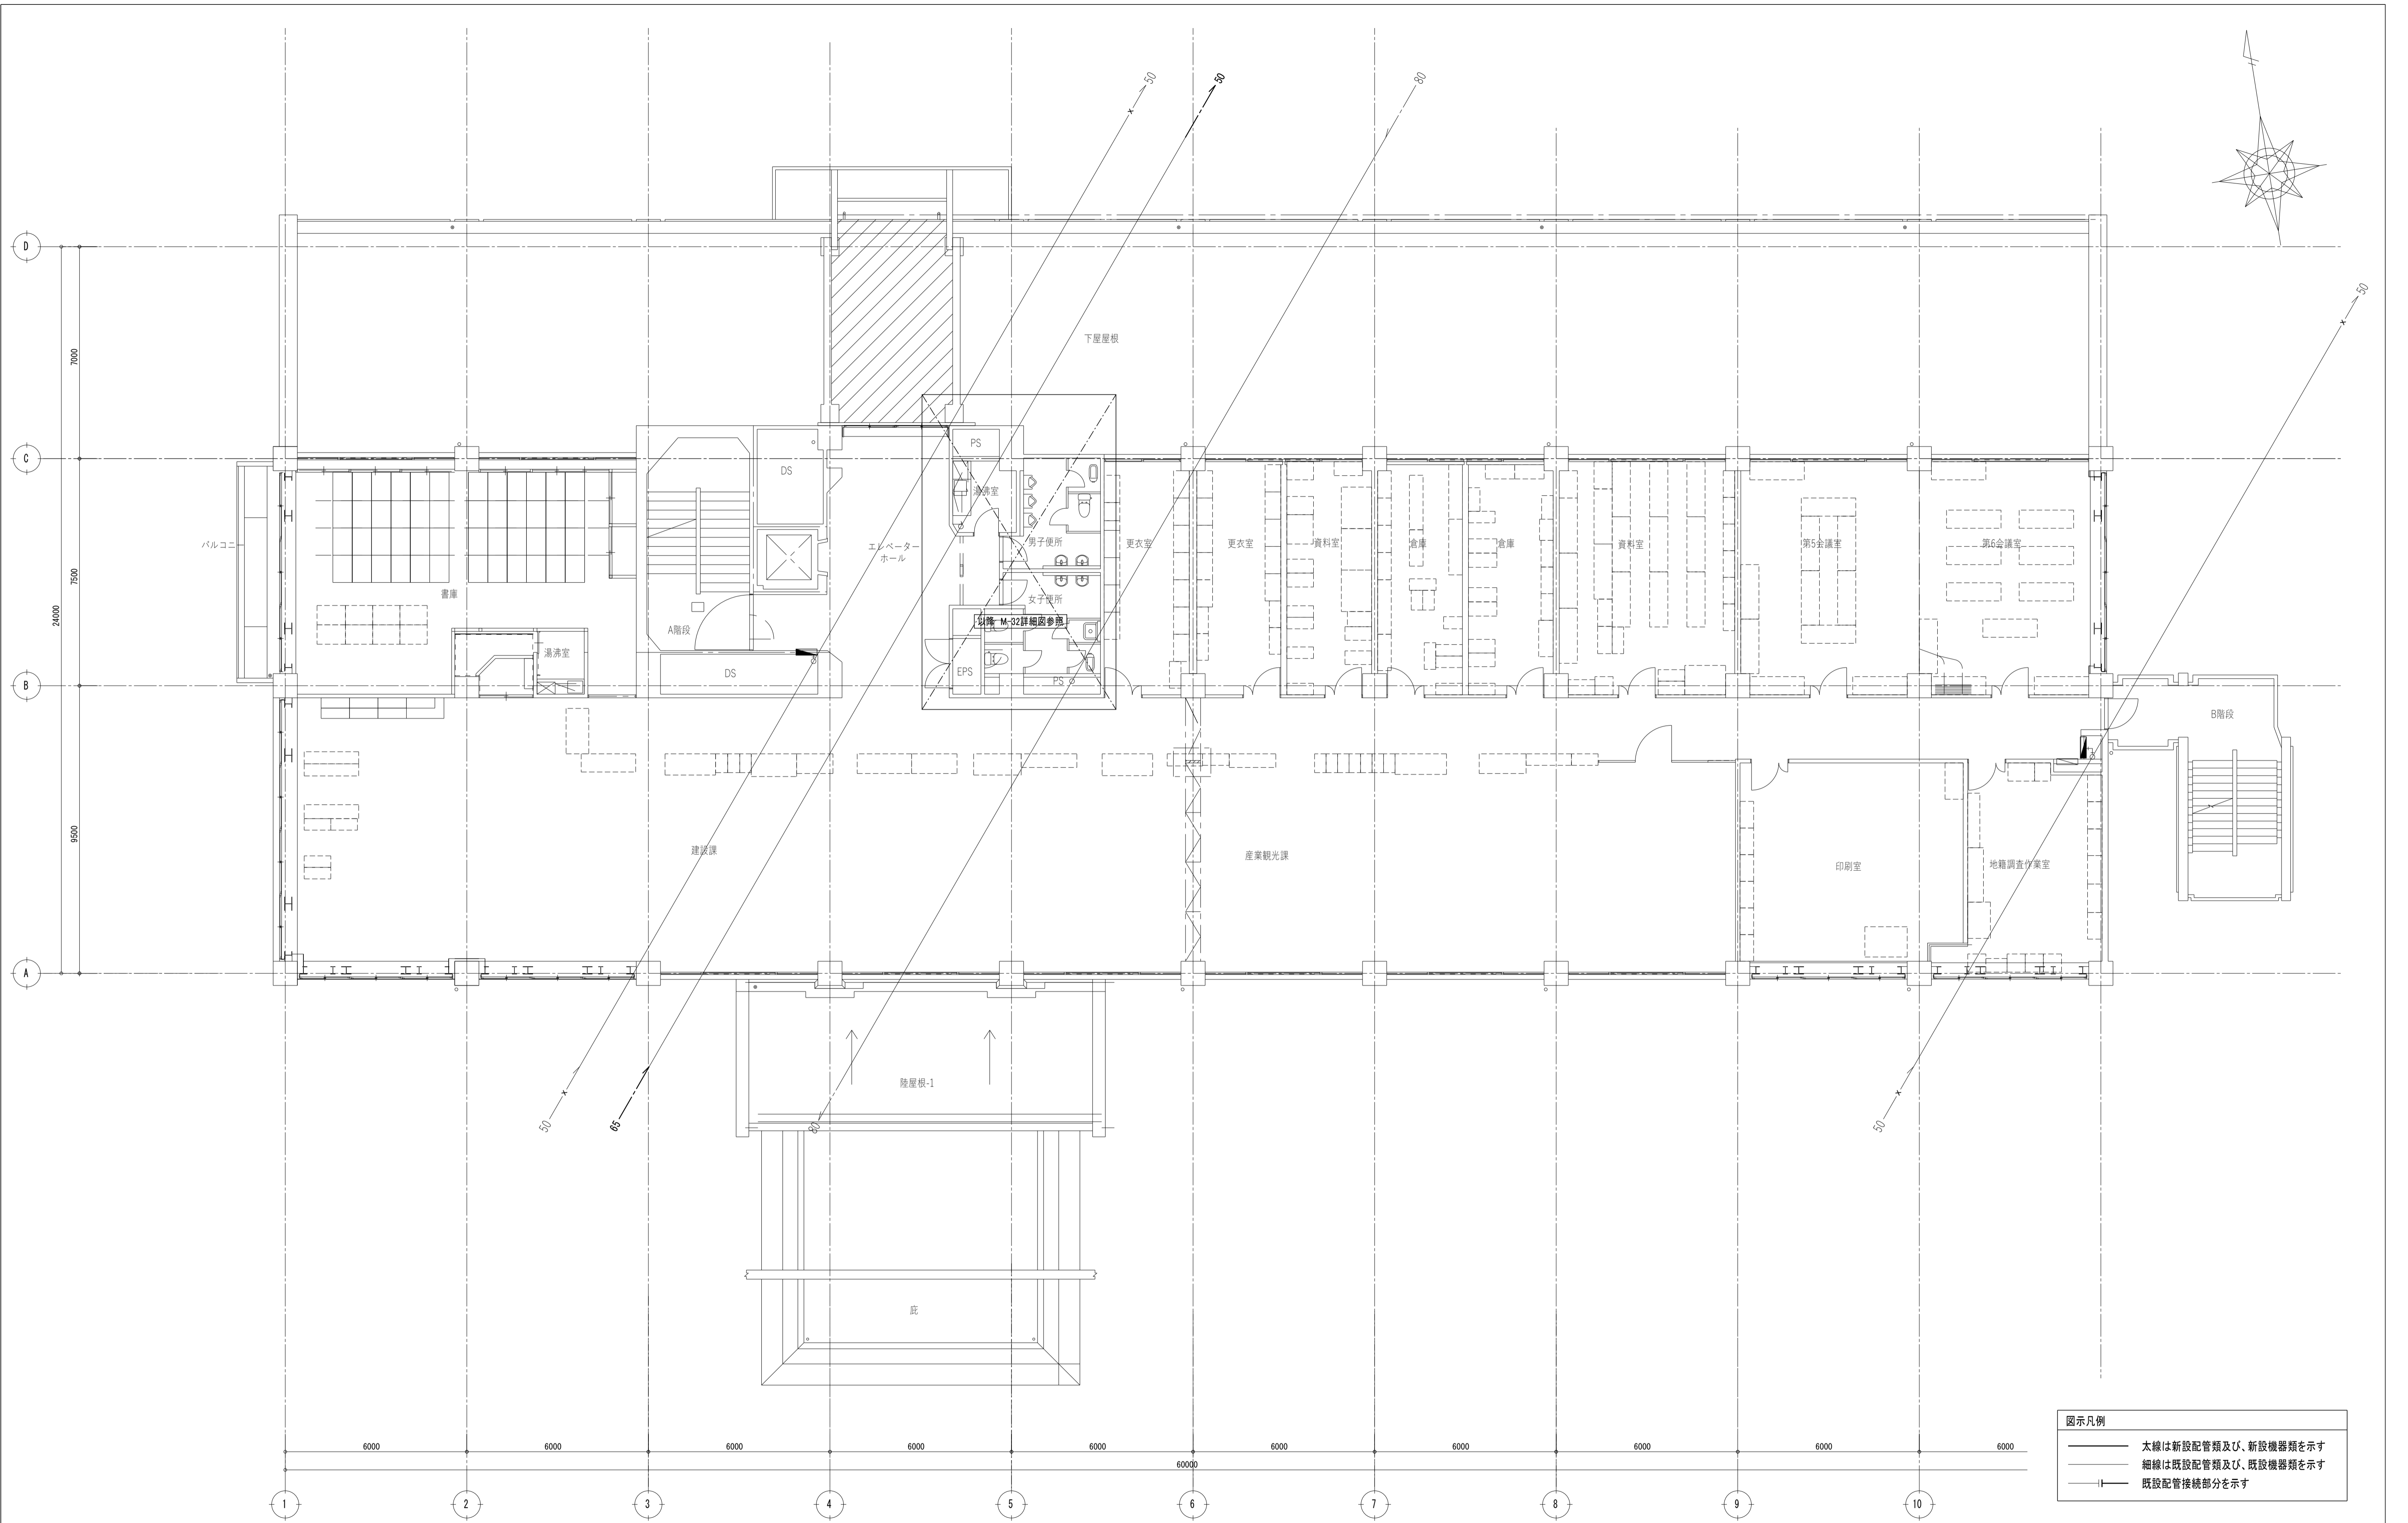 50
50
80
50
D
7000
下屋屋根
C
PS
DS
湯沸室
バルコニー
エレベーター
ホール
男子便所
更衣室
更衣室
資料室
倉庫
倉庫
資料室
第5会議室
第6会議室
7500
24000
書庫
女子便所
以降 M-32詳細図参照
A階段
湯沸室
DS
EPS
PS
B
B階段
9500
建設課
産業観光課
印刷室
地籍調査作業室
A
陸屋根-1
50
65
80
50
庇
図示凡例
太線は新設配管類及び、新設機器類を示す
細線は既設配管類及び、既設機器類を示す
既設配管接続部分を示す
6000
6000
6000
6000
6000
6000
6000
6000
6000
6000
60000
1
2
3
4
5
6
7
8
9
10